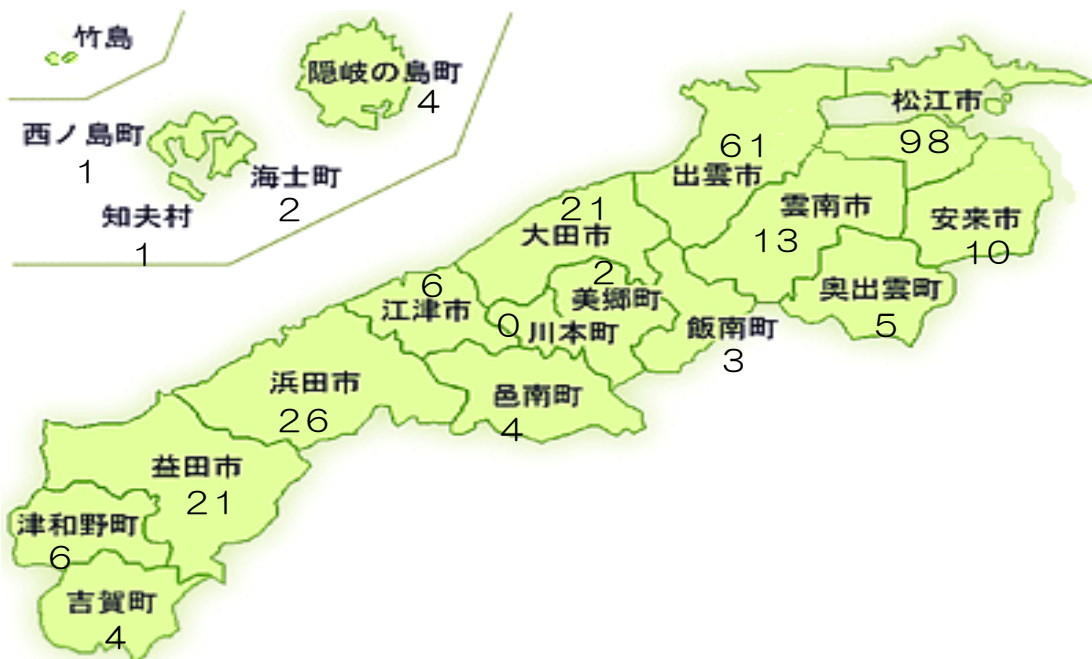 竹島
隠岐の島町
4
西ノ島町
1
海士町
2
知夫村
1
松江市
98
61
出雲市
雲南市
13
安来市
10
21
大田市
奥出雲町
5
2
美郷町
6
江津市
0
川本町
飯南町
3
浜田市
26
邑南町
4
益田市
21
津和野町
6
吉賀町
4